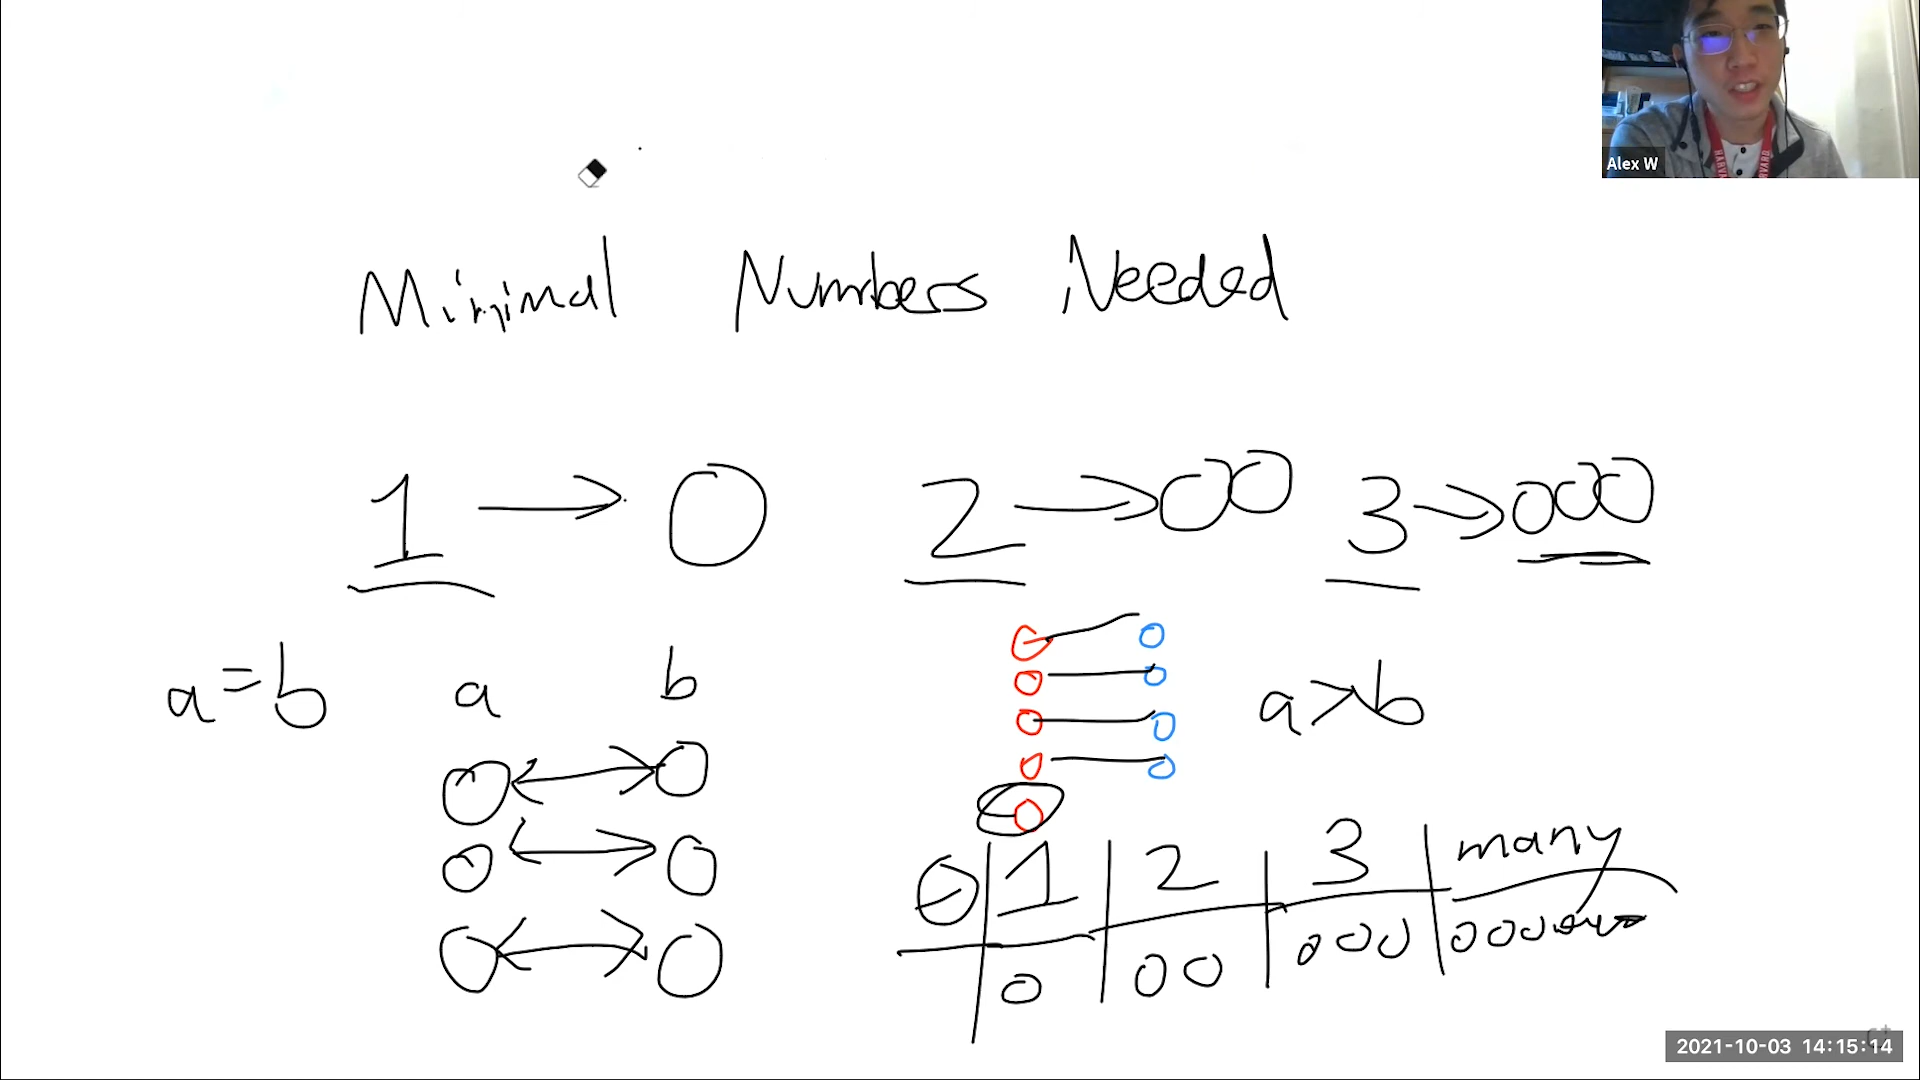 Alex W
Minimal Numbers Needed
1 → 0 2 → 00 3 → 000
a=b a b a>b
0 1 2 3 many
0 00 000 000
2021-10-03 14:15:14